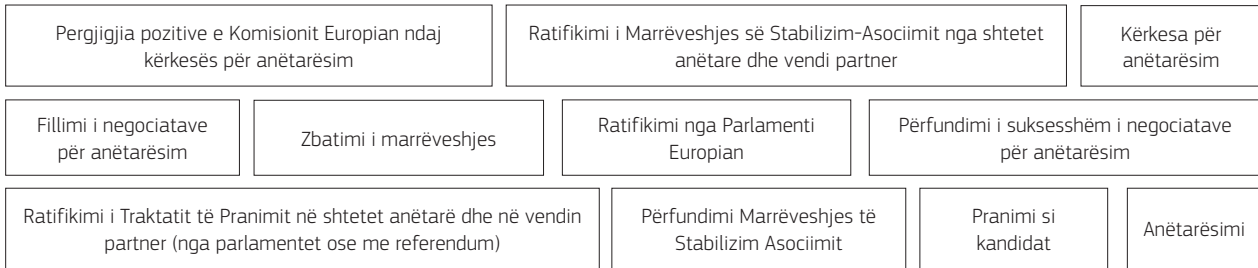 Pergjigjia pozitive e Komisionit Europian ndaj
kërkesës për anëtarësim
Ratifikimi i Marrëveshjes së Stabilizim-Asociimit nga shtetet
anëtare dhe vendi partner
Kërkesa për
anëtarësim
Fillimi i negociatave
për anëtarësim
Zbatimi i marrëveshjes
Ratifikimi nga Parlamenti
Europian
Përfundimi i suksesshëm i negociatave
për anëtarësim
Ratifikimi i Traktatit të Pranimit në shtetet anëtarë dhe në vendin
partner (nga parlamentet ose me referendum)
Përfundimi Marrëveshjes të
Stabilizim Asociimit
Pranimi si
kandidat
Anëtarësimi